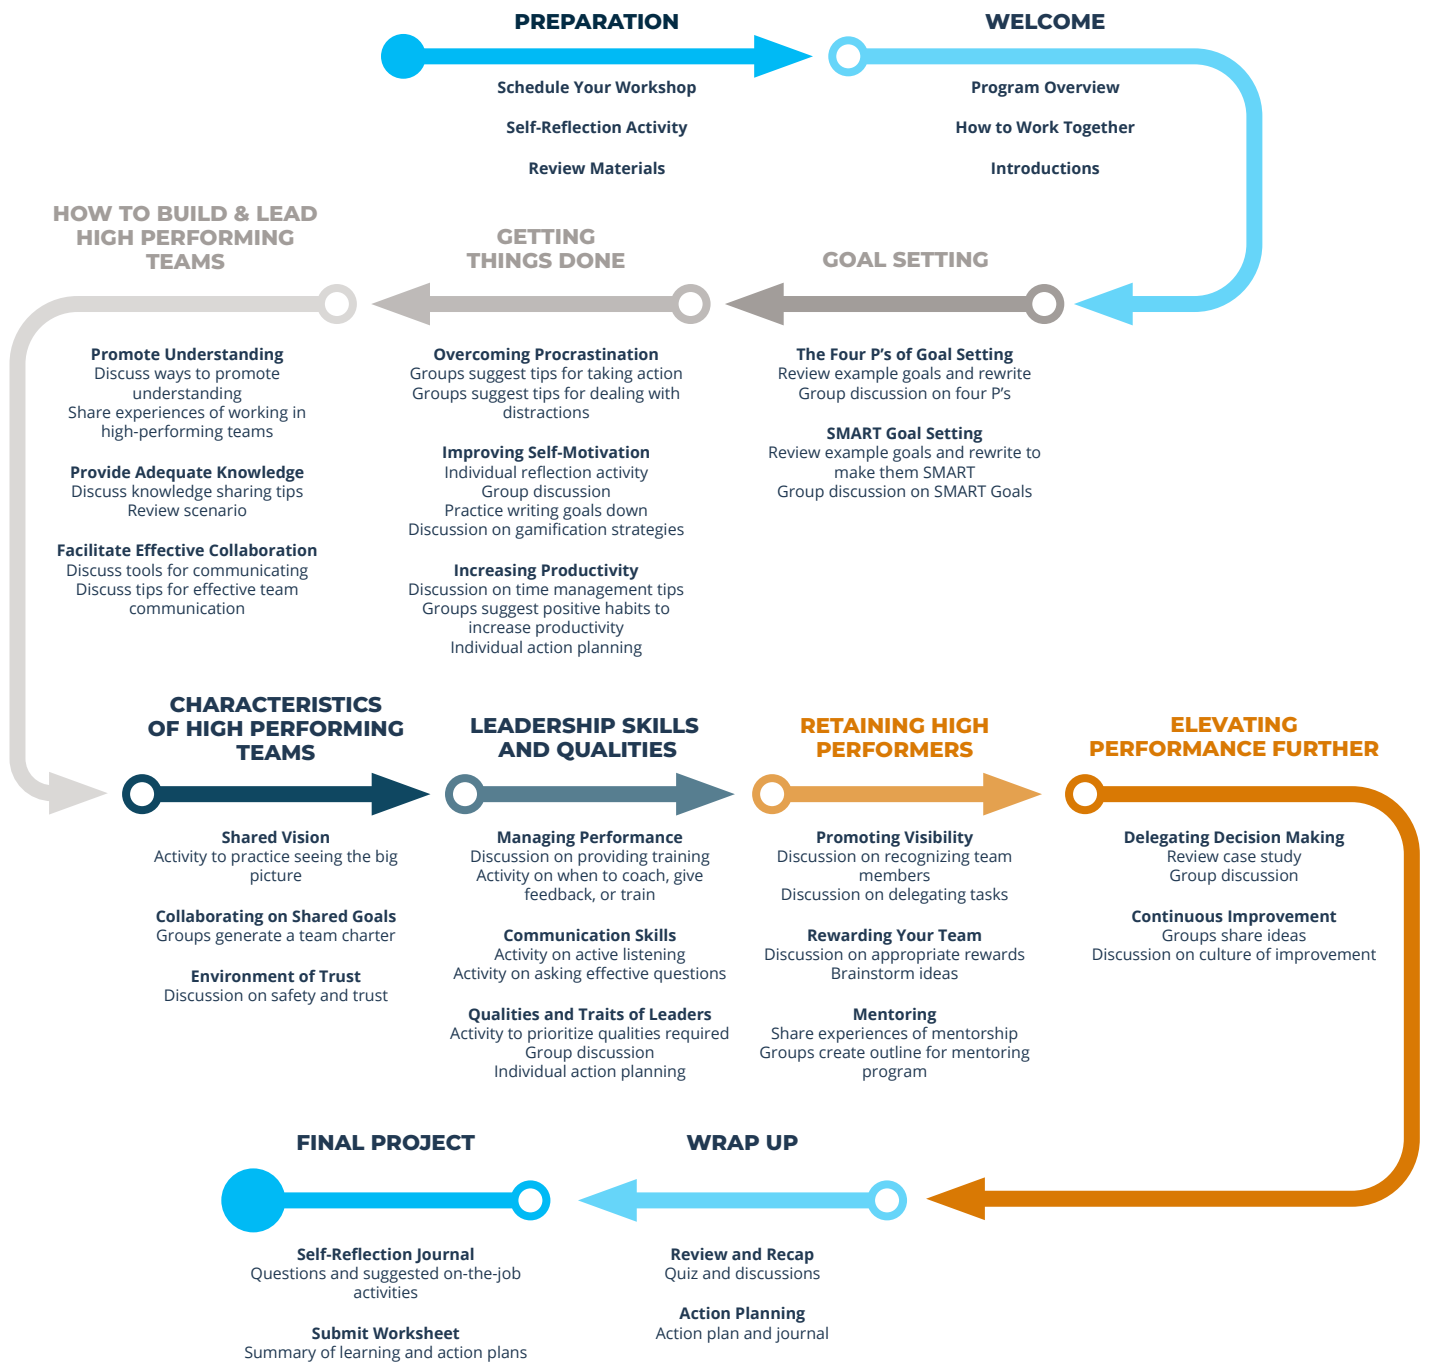 PREPARATION
Schedule Your Workshop
Self-Reflection Activity
Review Materials
WELCOME
Program Overview
How to Work Together
Introductions
GOAL SETTING
The Four P's of Goal Setting
Review example goals and rewrite
Group discussion on four P's
SMART Goal Setting
Review example goals and rewrite to
make them SMART
Group discussion on SMART Goals
GETTING
THINGS DONE
Overcoming Procrastination
Groups suggest tips for taking action
Groups suggest tips for dealing with
distractions
Improving Self-Motivation
Individual reflection activity
Group discussion
Practice writing goals down
Discussion on gamification strategies
Increasing Productivity
Discussion on time management tips
Groups suggest positive habits to
increase productivity
Individual action planning
HOW TO BUILD & LEAD
HIGH PERFORMING
TEAMS
Promote Understanding
Discuss ways to promote
understanding
Share experiences of working in
high-performing teams
Provide Adequate Knowledge
Discuss knowledge sharing tips
Review scenario
Facilitate Effective Collaboration
Discuss tools for communicating
Discuss tips for effective team
communication
CHARACTERISTICS
OF HIGH PERFORMING
TEAMS
Shared Vision
Activity to practice seeing the big
picture
Collaborating on Shared Goals
Groups generate a team charter
Environment of Trust
Discussion on safety and trust
LEADERSHIP SKILLS
AND QUALITIES
Managing Performance
Discussion on providing training
Activity on when to coach, give
feedback, or train
Communication Skills
Activity on active listening
Activity on asking effective questions
Qualities and Traits of Leaders
Activity to prioritize qualities required
Group discussion
Individual action planning
RETAINING HIGH
PERFORMERS
Promoting Visibility
Discussion on recognizing team
members
Discussion on delegating tasks
Rewarding Your Team
Discussion on appropriate rewards
Brainstorm ideas
Mentoring
Share experiences of mentorship
Groups create outline for mentoring
program
ELEVATING
PERFORMANCE FURTHER
Delegating Decision Making
Review case study
Group discussion
Continuous Improvement
Groups share ideas
Discussion on culture of improvement
WRAP UP
Review and Recap
Quiz and discussions
Action Planning
Action plan and journal
FINAL PROJECT
Self-Reflection Journal
Questions and suggested on-the-job
activities
Submit Worksheet
Summary of learning and action plans